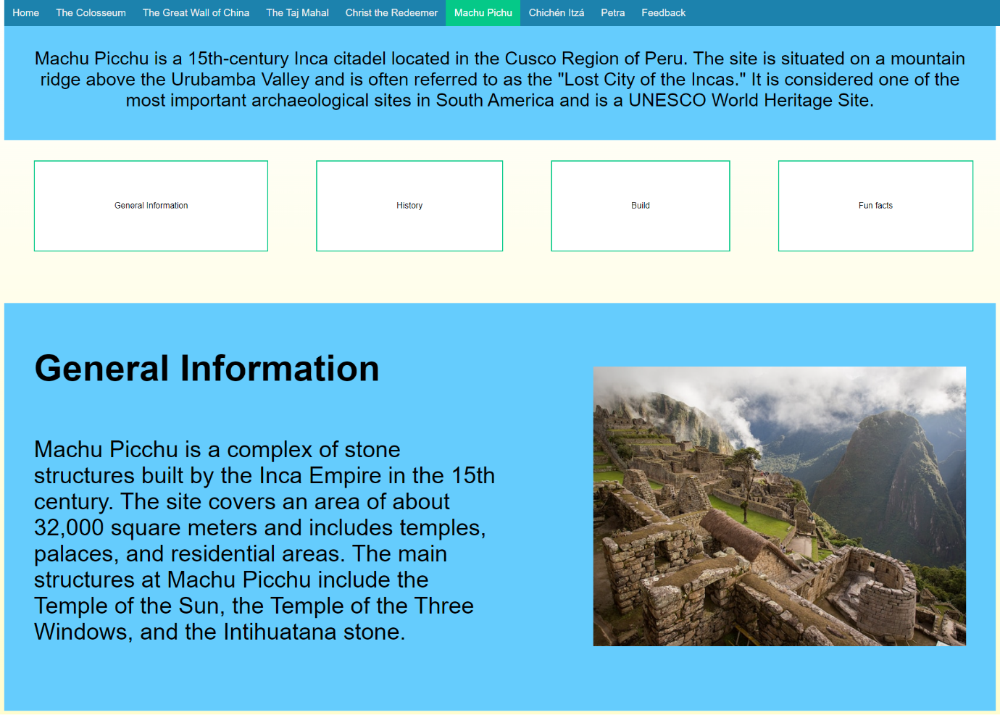 Home The Colosseum The Great Wall of China The Taj Mahal Christ the Redeemer Machu Pichu Chichén Itzá Petra Feedback
Machu Picchu is a 15th-century Inca citadel located in the Cusco Region of Peru. The site is situated on a mountain
ridge above the Urubamba Valley and is often referred to as the "Lost City of the Incas." It is considered one of the
most important archaeological sites in South America and is a UNESCO World Heritage Site.
General Information History Build Fun facts
General Information
Machu Picchu is a complex of stone
structures built by the Inca Empire in the 15th
century. The site covers an area of about
32,000 square meters and includes temples,
palaces, and residential areas. The main
structures at Machu Picchu include the
Temple of the Sun, the Temple of the Three
Windows, and the Intihuatana stone.